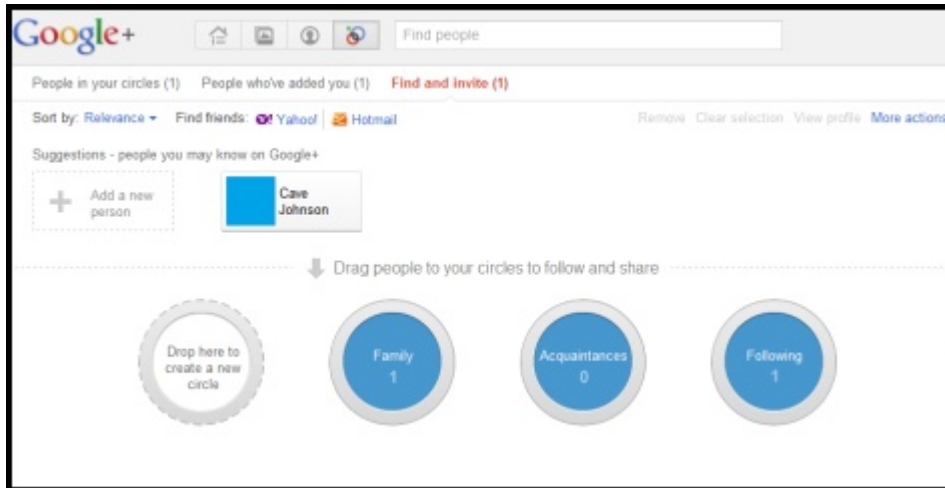 Google+
Find people
People in your circles (1) People who've added you (1) Find and invite (1)
Sort by: Relevance Find friends: Yahoo! Hotmail Remove Clear selection View profile More actions
Suggestions - people you may know on Google+
+ Add a new
person
Cave
Johnson
Drag people to your circles to follow and share
Drop here to
create a new
circle
Family
1
Acquaintances
0
Following
1